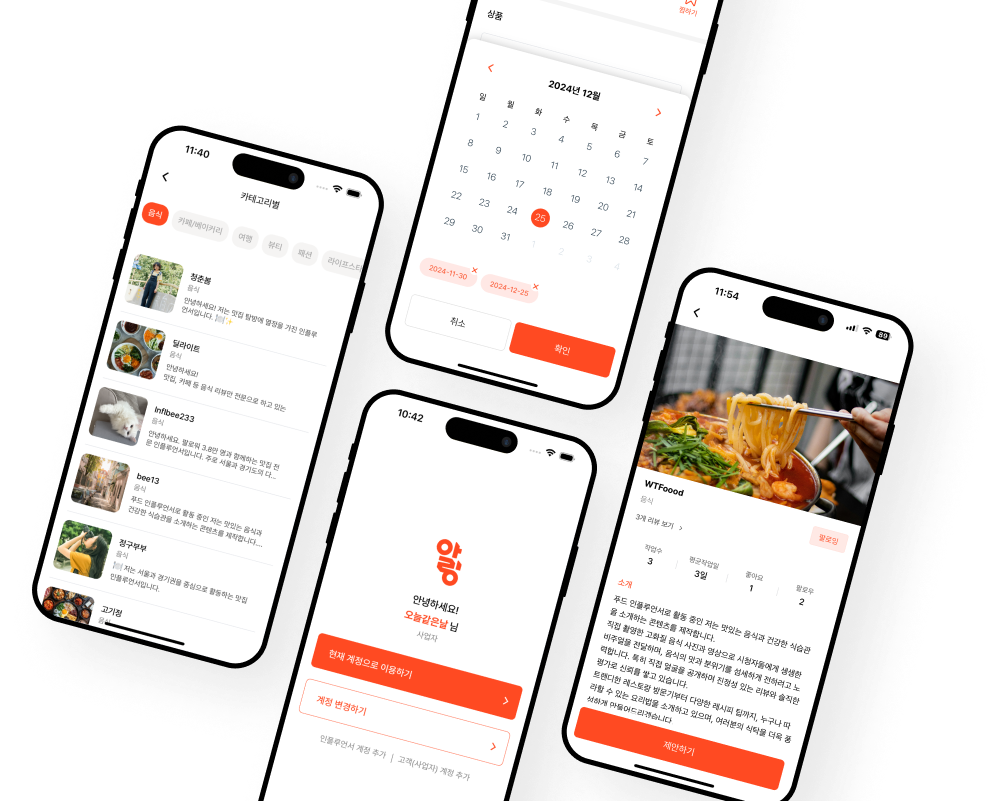 11:40
카테고리별
음식
카페/베이커리
여행
뷰티
패션
청춘봄
음식
안녕하세요! 저는 맛집 탐방에 열정을 가진 인플루
언서입니다. 🍽️✨
딜라이트
음식
안녕하세요!
맛집, 카페 등 음식 리뷰만 전문으로 하고 있는
Inflbee233
음식
안녕하세요. 팔로워 3.8만 명과 함께하는 맛집 전
문 인플루언서입니다. 주로 서울과 경기도의 다...
bee13
음식
푸드 인플루언서로 활동 중인 저는 맛있는 음식과
건강한 식습관을 소개하는 콘텐츠를 제작합니다....
정구부부
음식
🍽️ 저는 서울과 경기권을 중심으로 활동하는 맛집
인플루언서입니다.
고기정
음식
찜하기
상품
2024년 12월
일 월 화 수 목 금 토
1 2 3 4 5 6 7
8 9 10 11 12 13 14
15 16 17 18 19 20 21
22 23 24 25 26 27 28
29 30 31 1 2 3 4
2024-11-30 ×
2024-12-25 ×
취소
확인
10:42
알랑
안녕하세요!
오늘같은날 님
사업자
현재 계정으로 이용하기
계정 변경하기
인플루언서 계정 추가 | 고객(사업자) 계정 추가
11:54
89
WTFoood
음식
팔로잉
3개 리뷰 보기
작업수
3
평균작업일
3일
좋아요
1
팔로우
2
소개
푸드 인플루언서로 활동 중인 저는 맛있는 음식과 건강한 식습관
을 소개하는 콘텐츠를 제작합니다.
직접 촬영한 고화질 음식 사진과 영상으로 시청자들에게 생생한
비주얼을 전달하며, 음식의 맛과 분위기를 섬세하게 전하려고 노
력합니다. 특히 직접 얼굴을 공개하며 진정성 있는 리뷰와 솔직한
평가로 신뢰를 쌓고 있습니다.
트렌디한 레스토랑 방문기부터 다양한 레시피 팁까지, 누구나 따
라할 수 있는 요리법을 소개하고 있으며, 여러분의 식탁을 더욱 풍
성하게 만들어드리겠습니다
제안하기